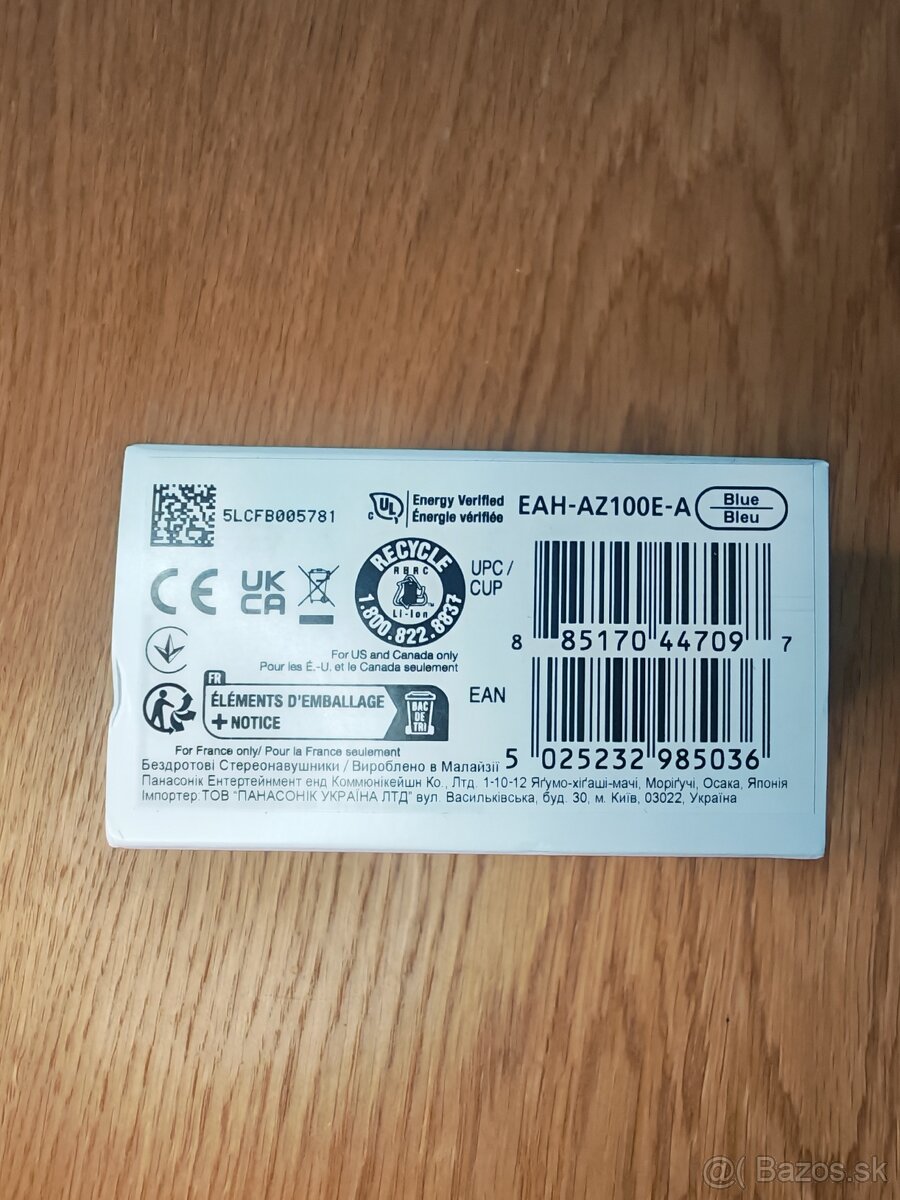 5LCFB005781
c UL
Energy Verified
Énergie vérifiée
EAH-AZ100E-A
Blue
Bleu
CE
UK
CA
RECYCLE
RBRC
Li-Ion
1.800.822.8837
UPC /
CUP
8 85170 44709 7
For US and Canada only
Pour les É.-U. et le Canada seulement
FR
ÉLÉMENTS D'EMBALLAGE
+ NOTICE
BAC
DE
TRI
EAN
5 025232 985036
For France only/ Pour la France seulement
Бездротові Стереонавушники / Вироблено в Малайзії
Панасонік Ентертейнмент енд Коммюнікейшн Ко., Лтд. 1-10-12 Яґумо-хіґаші-мачі, Моріґучі, Осака, Японія
Імпортер:ТОВ "ПАНАСОНІК УКРАЇНА ЛТД" вул. Васильківська, буд. 30, м. Київ, 03022, Україна
@( Bazos.sk